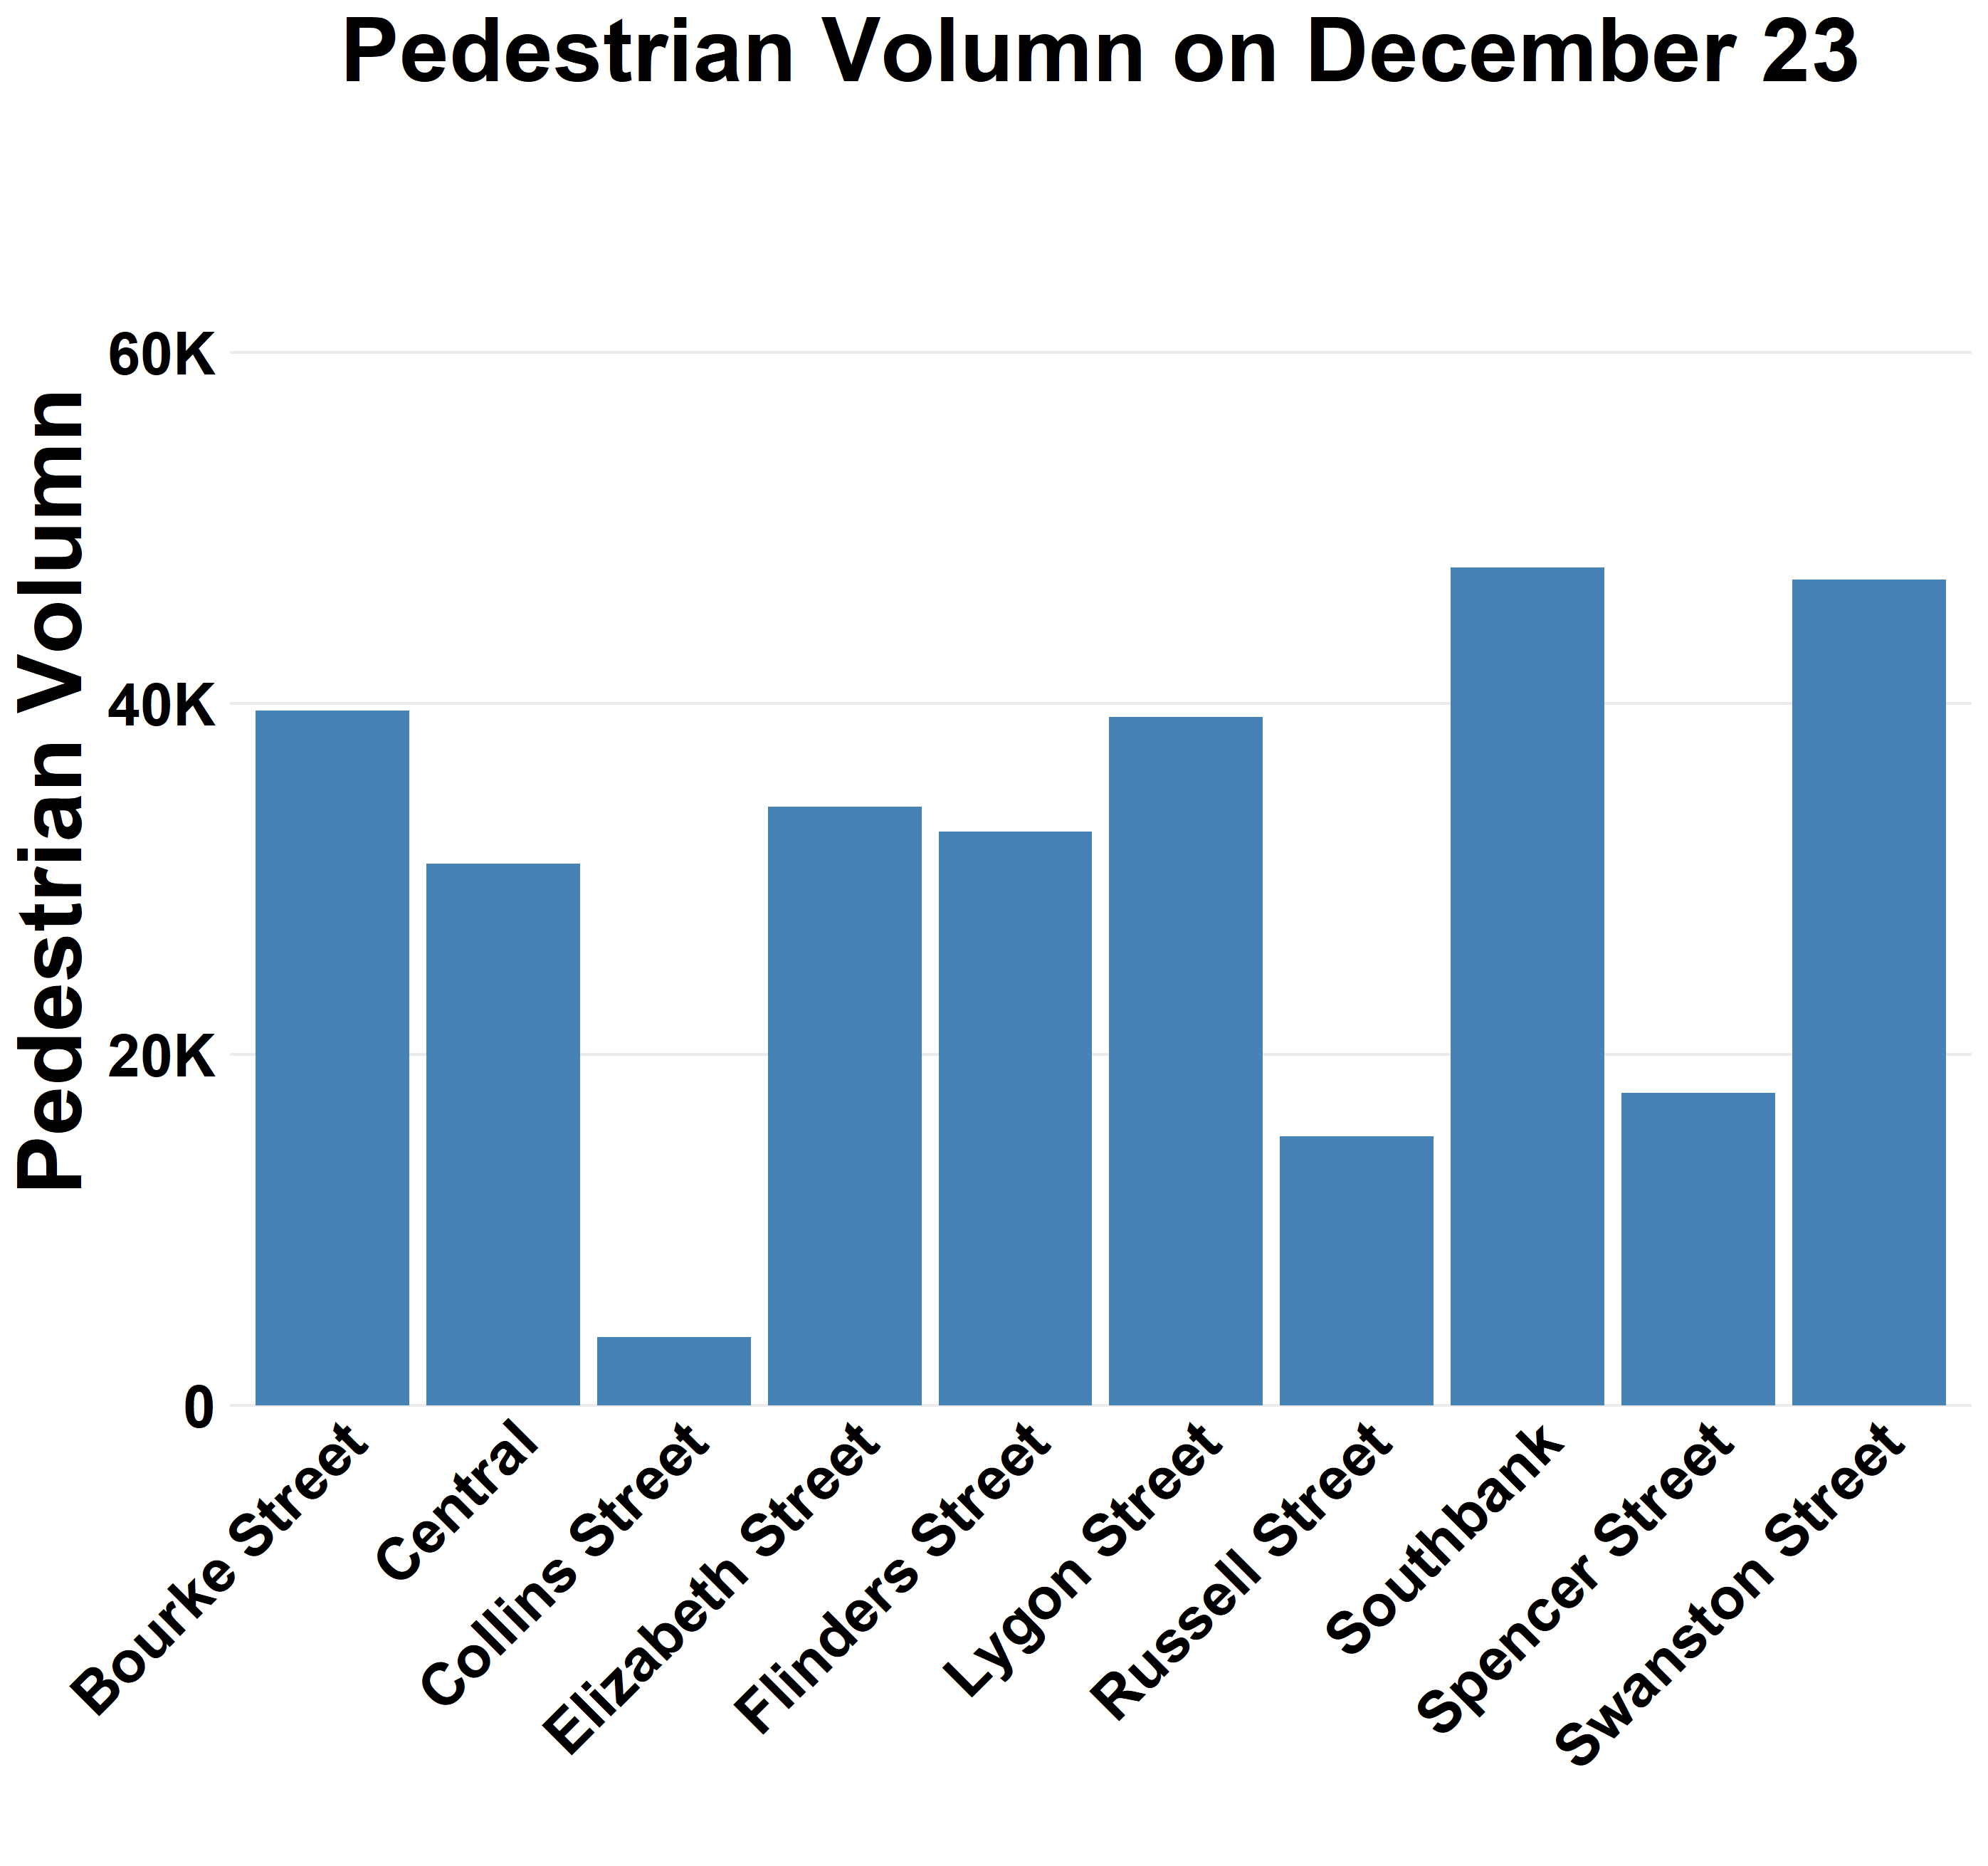 Pedestrian Volumn on December 23
Pedestrian Volumn
60K
40K
20K
0
Bourke Street
Central
Collins Street
Elizabeth Street
Flinders Street
Lygon Street
Russell Street
Southbank
Spencer Street
Swanston Street